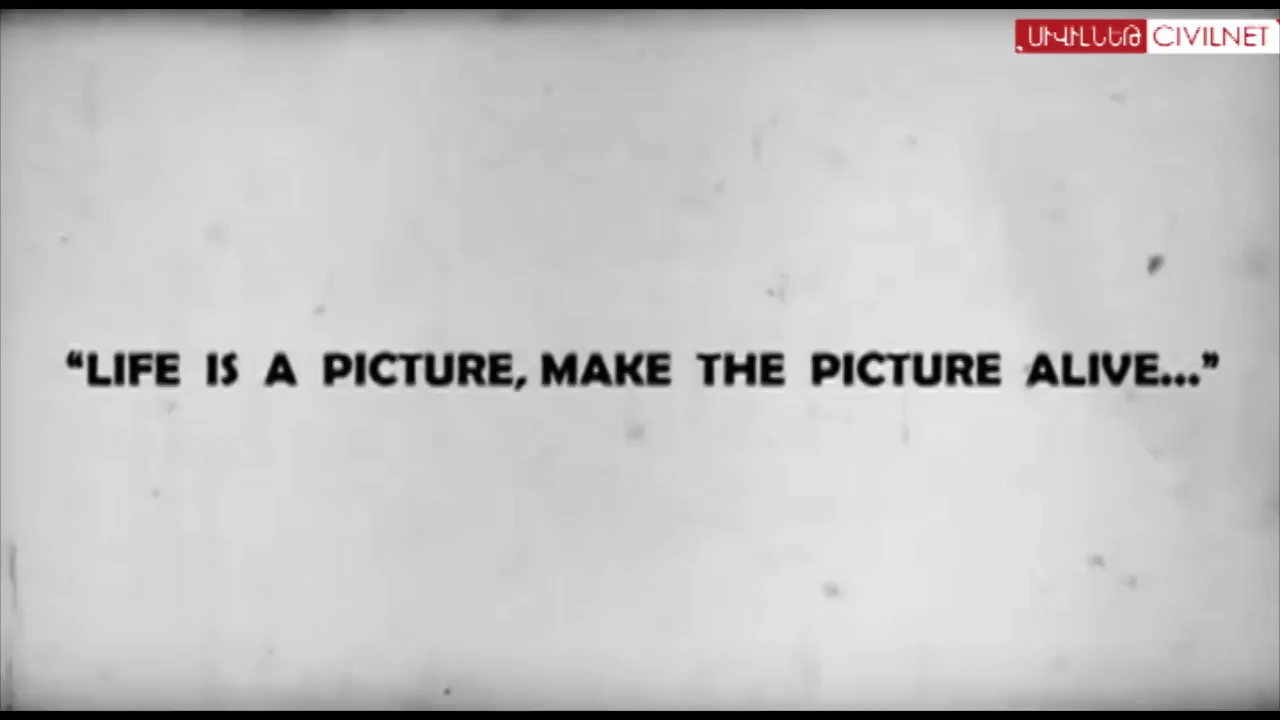 ՍԻՎԻԼՆԵԹ CIVILNET
“LIFE IS A PICTURE, MAKE THE PICTURE ALIVE...”